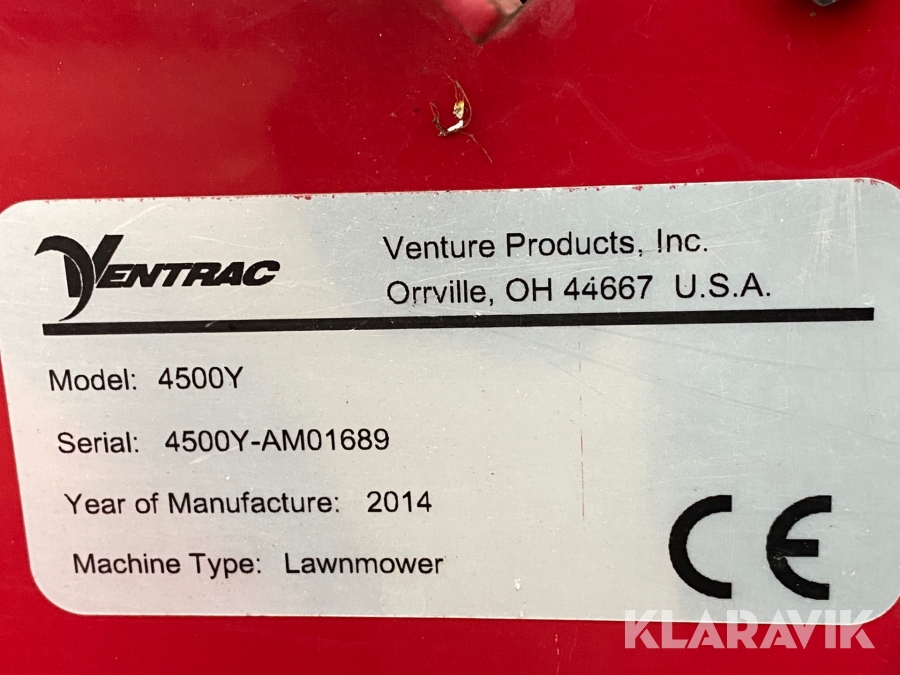 VENTRAC
Venture Products, Inc.
Orrville, OH 44667 U.S.A.
Model: 4500Y
Serial: 4500Y-AM01689
Year of Manufacture: 2014
Machine Type: Lawnmower
CE
KLARAVIK